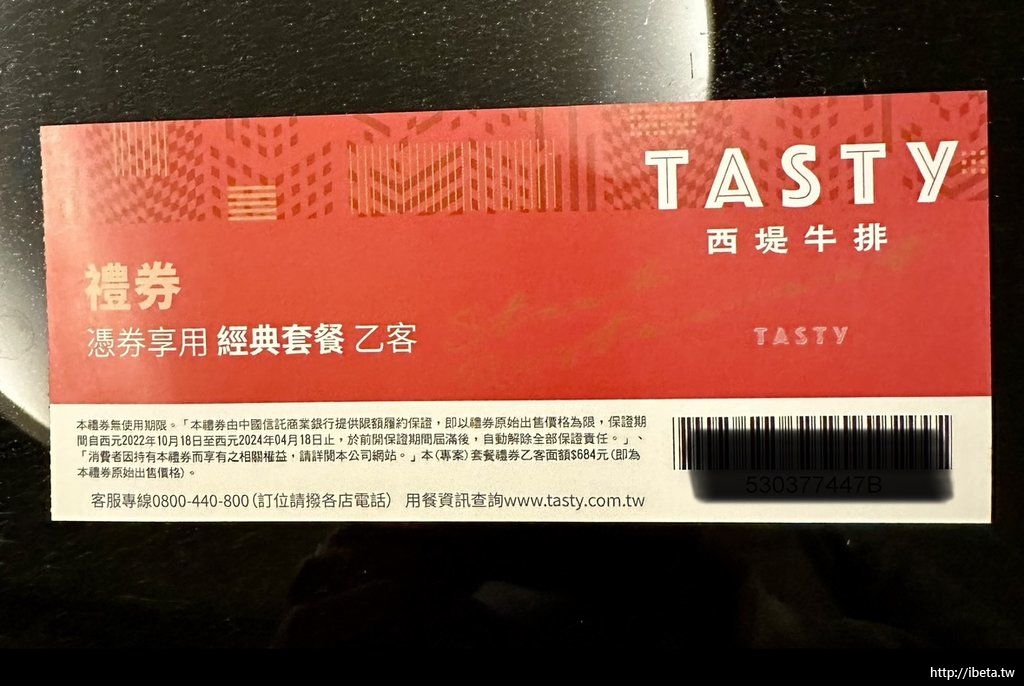 TASTY
西堤牛排
禮券
憑券享用 經典套餐 乙客
TASTY
本禮券無使用期限。「本禮券由中國信託商業銀行提供限額履約保證，即以禮券原始出售價格為限，保證期
間自西元2022年10月18日至西元2024年04月18日止，於前開保證期間屆滿後，自動解除全部保證責任。」、
「消費者因持有本禮券而享有之相關權益，請詳閱本公司網站。」本(專案)套餐禮券乙客面額$684元(即為
本禮券原始出售價格)。
客服專線0800-440-800(訂位請撥各店電話) 用餐資訊查詢www.tasty.com.tw
530377447B
http://ibeta.tw